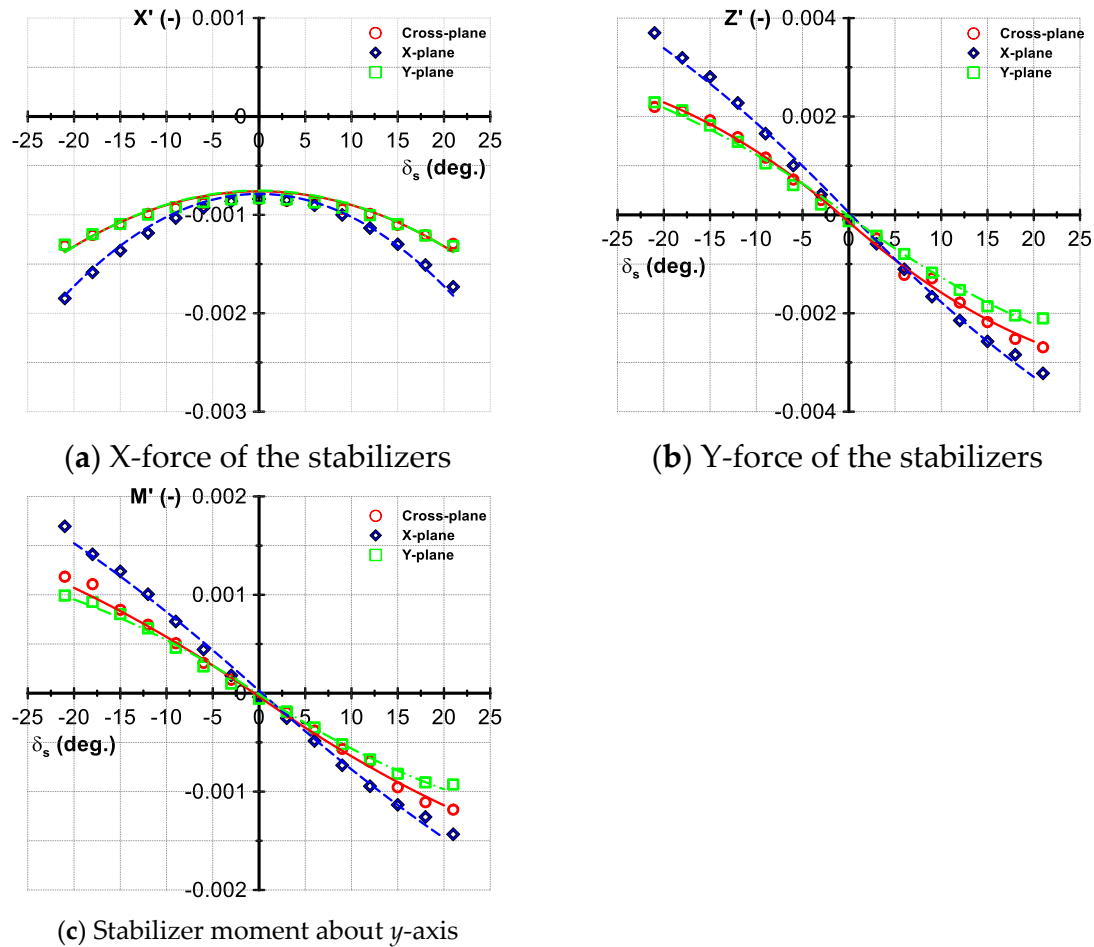 X' (-)
0.001
0
-0.001
-0.002
-0.003
-25 -20 -15 -10 -5 0 5 10 15 20 25
δs (deg.)
Cross-plane
X-plane
Y-plane
(a) X-force of the stabilizers
Z' (-)
0.004
0.002
0
-0.002
-0.004
-25 -20 -15 -10 -5 0 5 10 15 20 25
δs (deg.)
Cross-plane
X-plane
Y-plane
(b) Y-force of the stabilizers
M' (-)
0.002
0.001
0
-0.001
-0.002
-25 -20 -15 -10 -5 0 5 10 15 20 25
δs (deg.)
Cross-plane
X-plane
Y-plane
(c) Stabilizer moment about y-axis